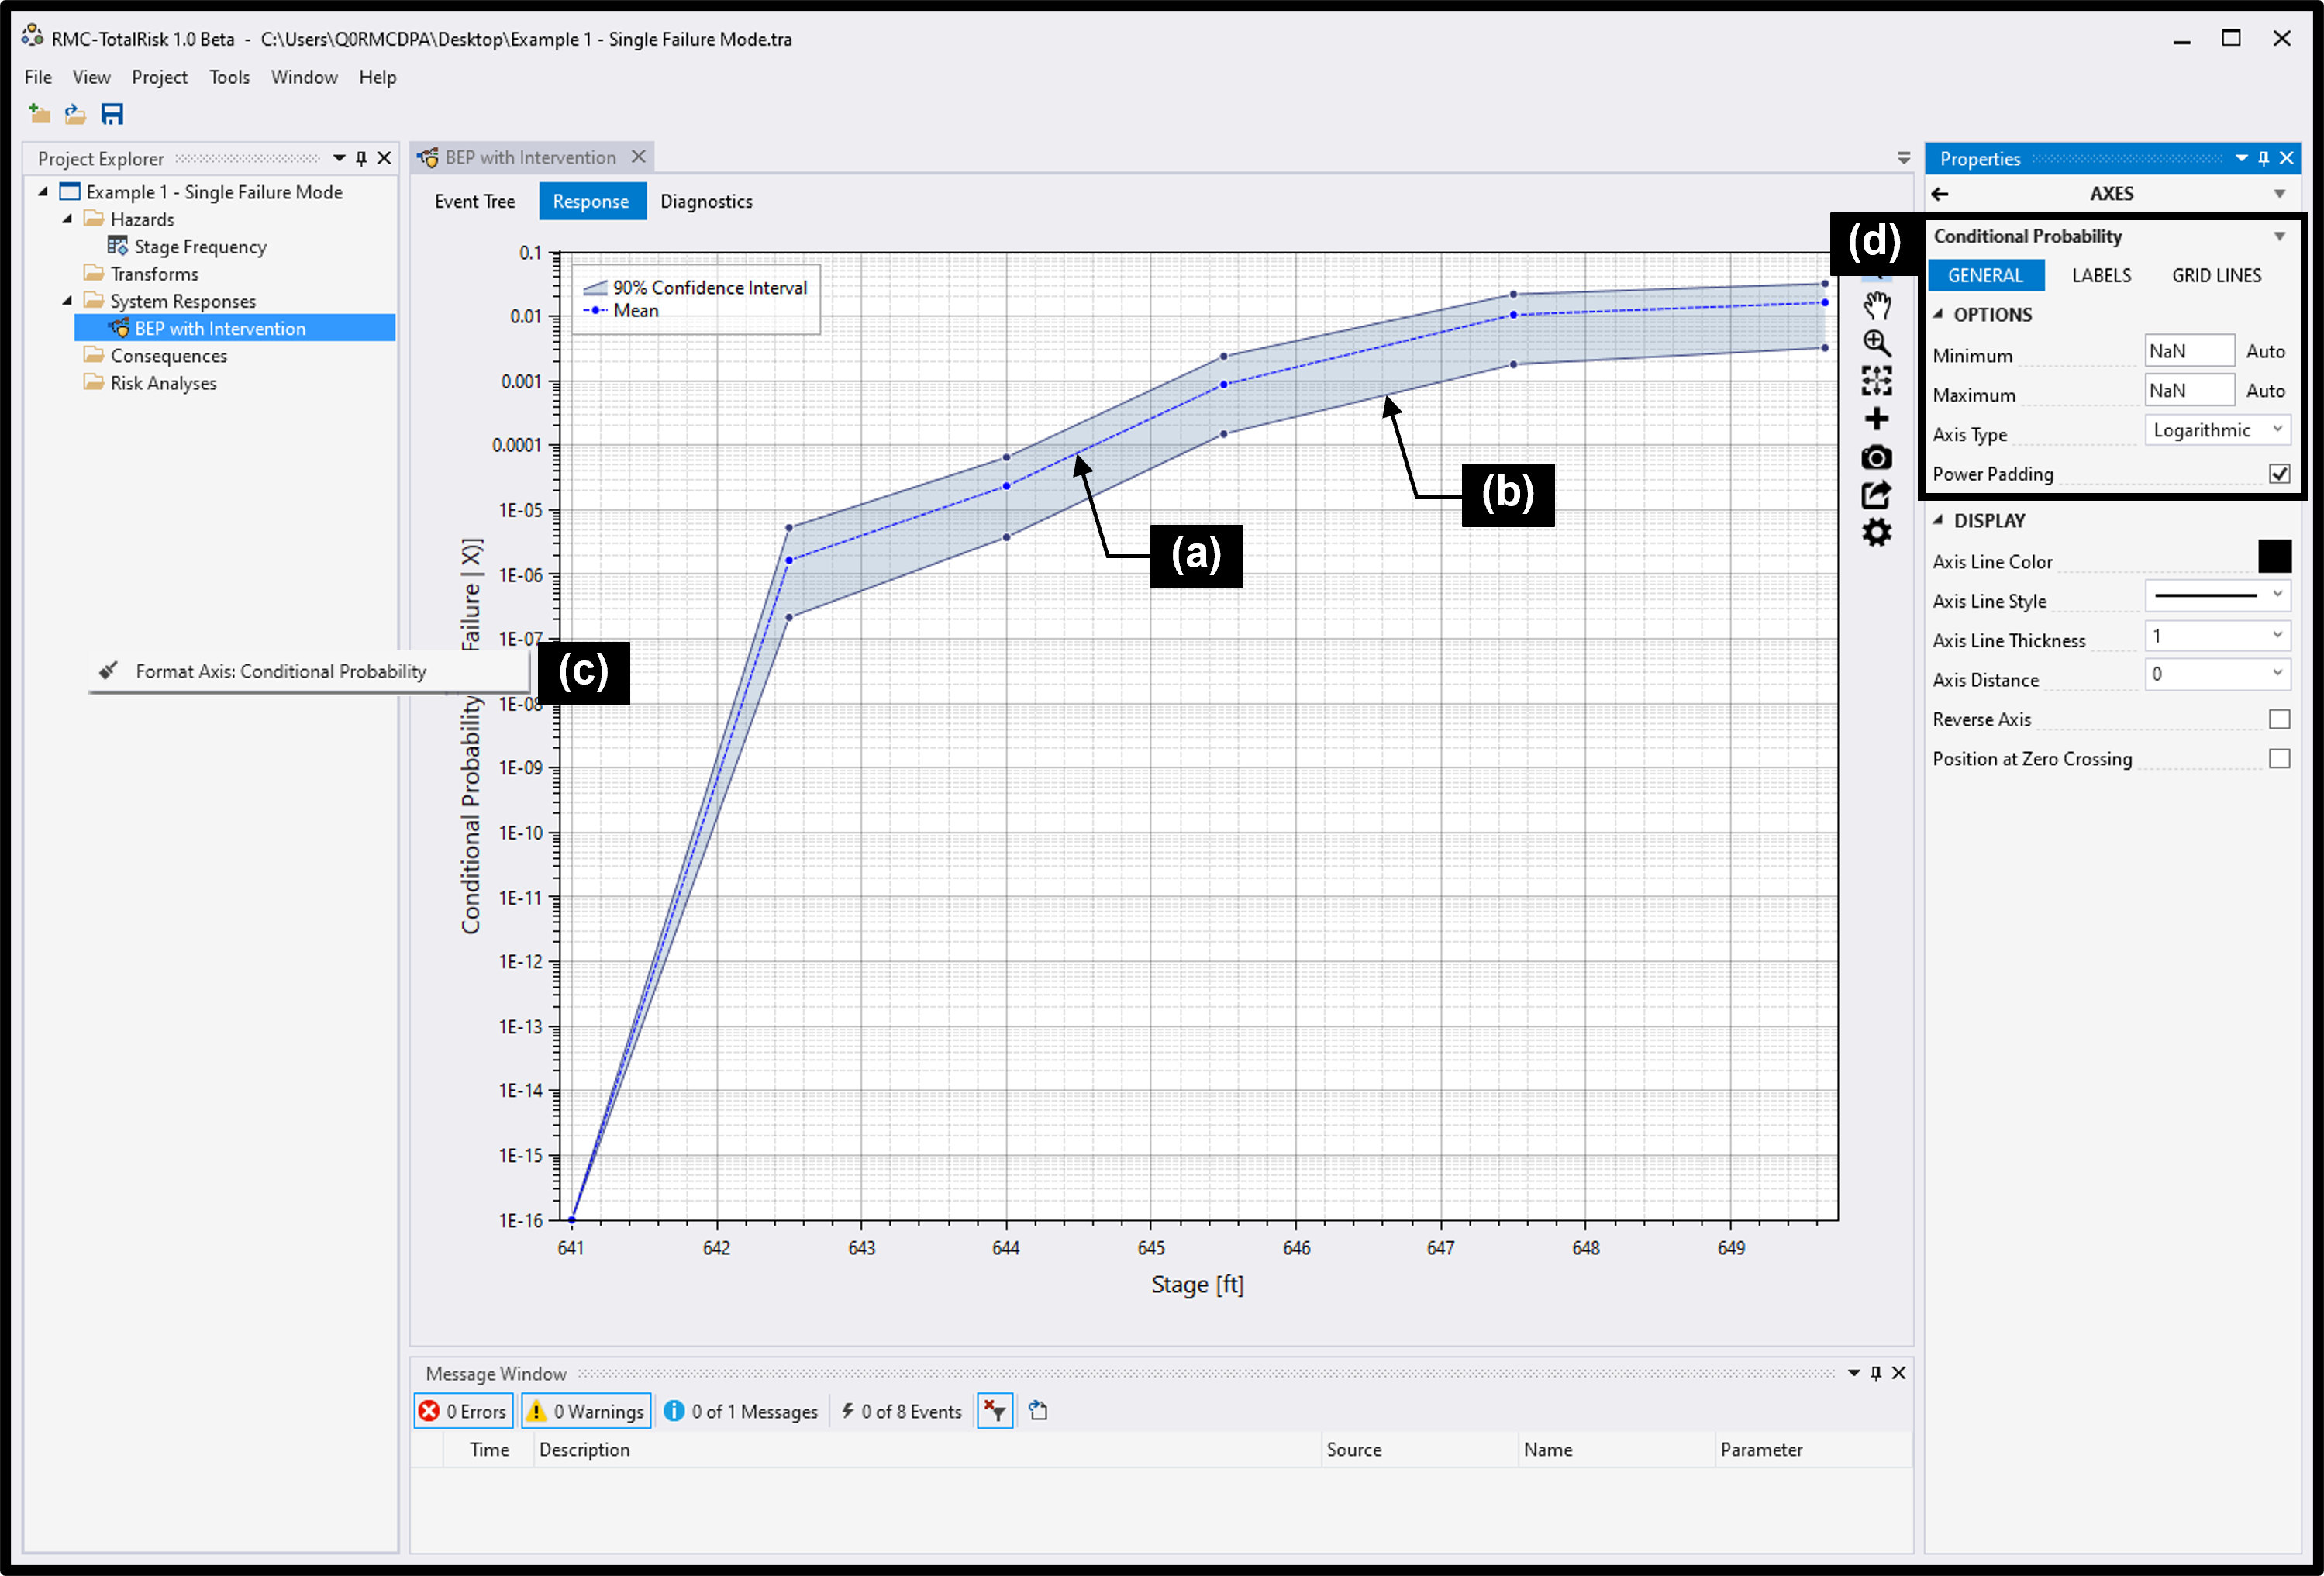 RMC-TotalRisk 1.0 Beta - C:\Users\Q0RMCDPA\Desktop\Example 1 - Single Failure Mode.tra
File View Project Tools Window Help
Project Explorer
Example 1 - Single Failure Mode
Hazards
Stage Frequency
Transforms
System Responses
BEP with Intervention
Consequences
Risk Analyses
Format Axis: Conditional Probability
(c)
BEP with Intervention
Event Tree Response Diagnostics
90% Confidence Interval
Mean
0.1
0.01
0.001
0.0001
1E-05
1E-06
1E-07
1E-08
1E-09
1E-10
1E-11
1E-12
1E-13
1E-14
1E-15
1E-16
Conditional Probability
Failure | X)]
(a)
(b)
641 642 643 644 645 646 647 648 649
Stage [ft]
Message Window
0 Errors 0 Warnings 0 of 1 Messages 0 of 8 Events
Time Description Source Name Parameter
Properties
AXES
(d)
Conditional Probability
GENERAL LABELS GRID LINES
OPTIONS
Minimum NaN Auto
Maximum NaN Auto
Axis Type Logarithmic
Power Padding
DISPLAY
Axis Line Color
Axis Line Style
Axis Line Thickness 1
Axis Distance 0
Reverse Axis
Position at Zero Crossing